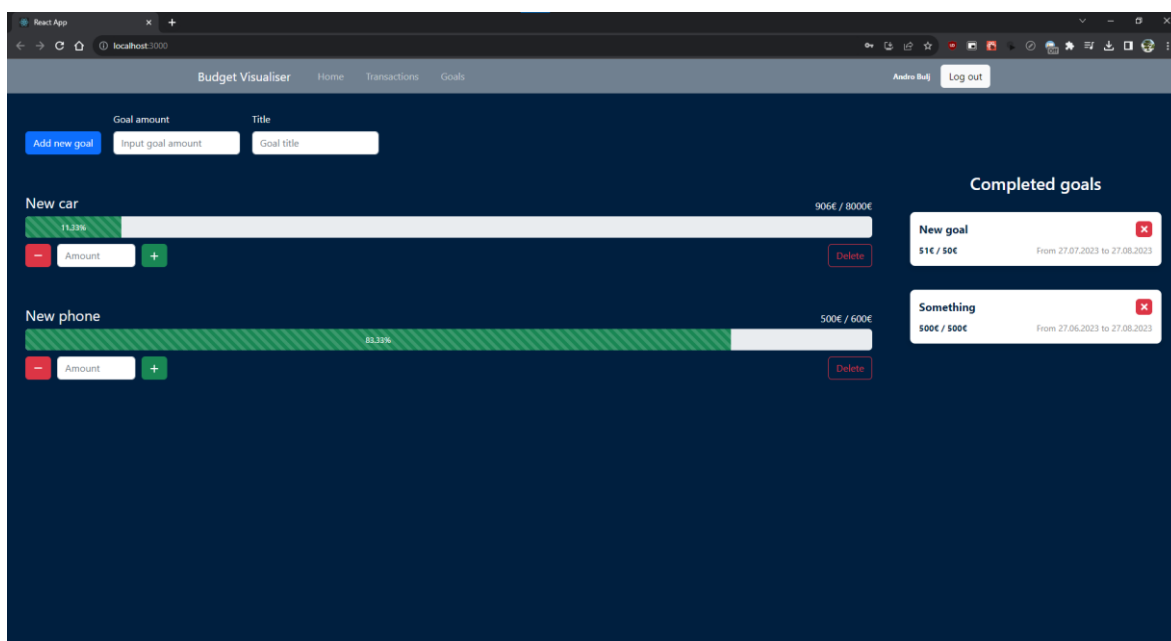 React App
localhost:3000
Budget Visualiser Home Transactions Goals Andro Bulj Log out
Goal amount Title
Add new goal Input goal amount Goal title
Completed goals
New car 906€ / 8000€
11.33%
− Amount + Delete
New goal
51€ / 50€ From 27.07.2023 to 27.08.2023
New phone 500€ / 600€
83.33%
− Amount + Delete
Something
500€ / 500€ From 27.06.2023 to 27.08.2023